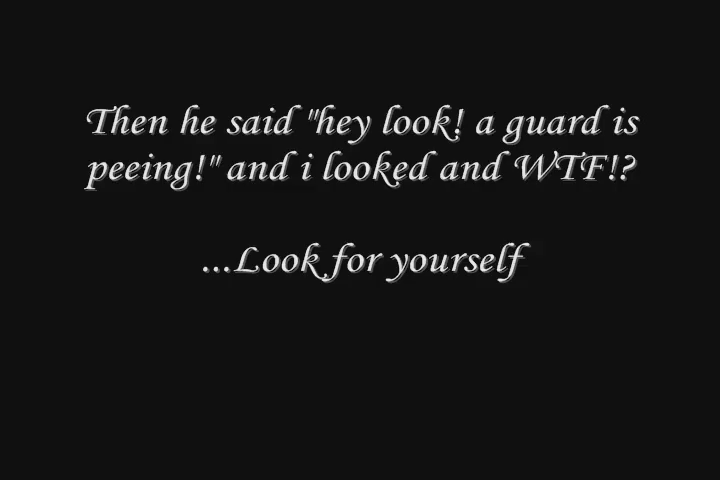 Then he said "hey look! a guard is
peeing!" and i looked and WTF!?
...Look for yourself